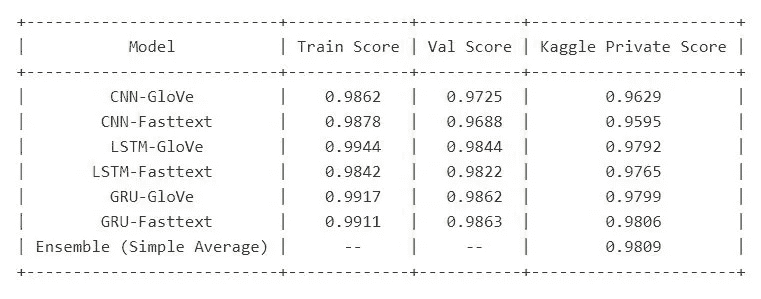 +----------------------------+-------------+-----------+-----------------------+
|           Model            | Train Score | Val Score | Kaggle Private Score |
+----------------------------+-------------+-----------+-----------------------+
|         CNN-GloVe          |   0.9862    |   0.9725  |        0.9629        |
|        CNN-Fasttext        |   0.9878    |   0.9688  |        0.9595        |
|         LSTM-GloVe         |   0.9944    |   0.9844  |        0.9792        |
|       LSTM-Fasttext        |   0.9842    |   0.9822  |        0.9765        |
|         GRU-GloVe          |   0.9917    |   0.9862  |        0.9799        |
|        GRU-Fasttext        |   0.9911    |   0.9863  |        0.9806        |
| Ensemble (Simple Average) |     --      |     --    |        0.9809        |
+----------------------------+-------------+-----------+-----------------------+